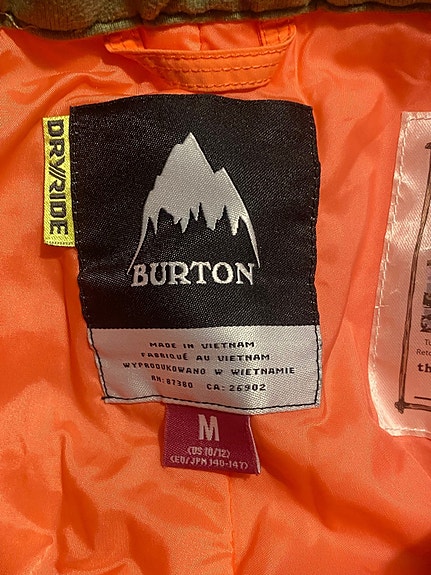 DRY//RIDE
BURTON
MADE IN VIETNAM
FABRIQUÉ AU VIETNAM
WYPRODUKOWANO W WIETNAMIE
RN: 87380 CA: 26902
M
(US 10/12)
(EU/JPN 140-147)